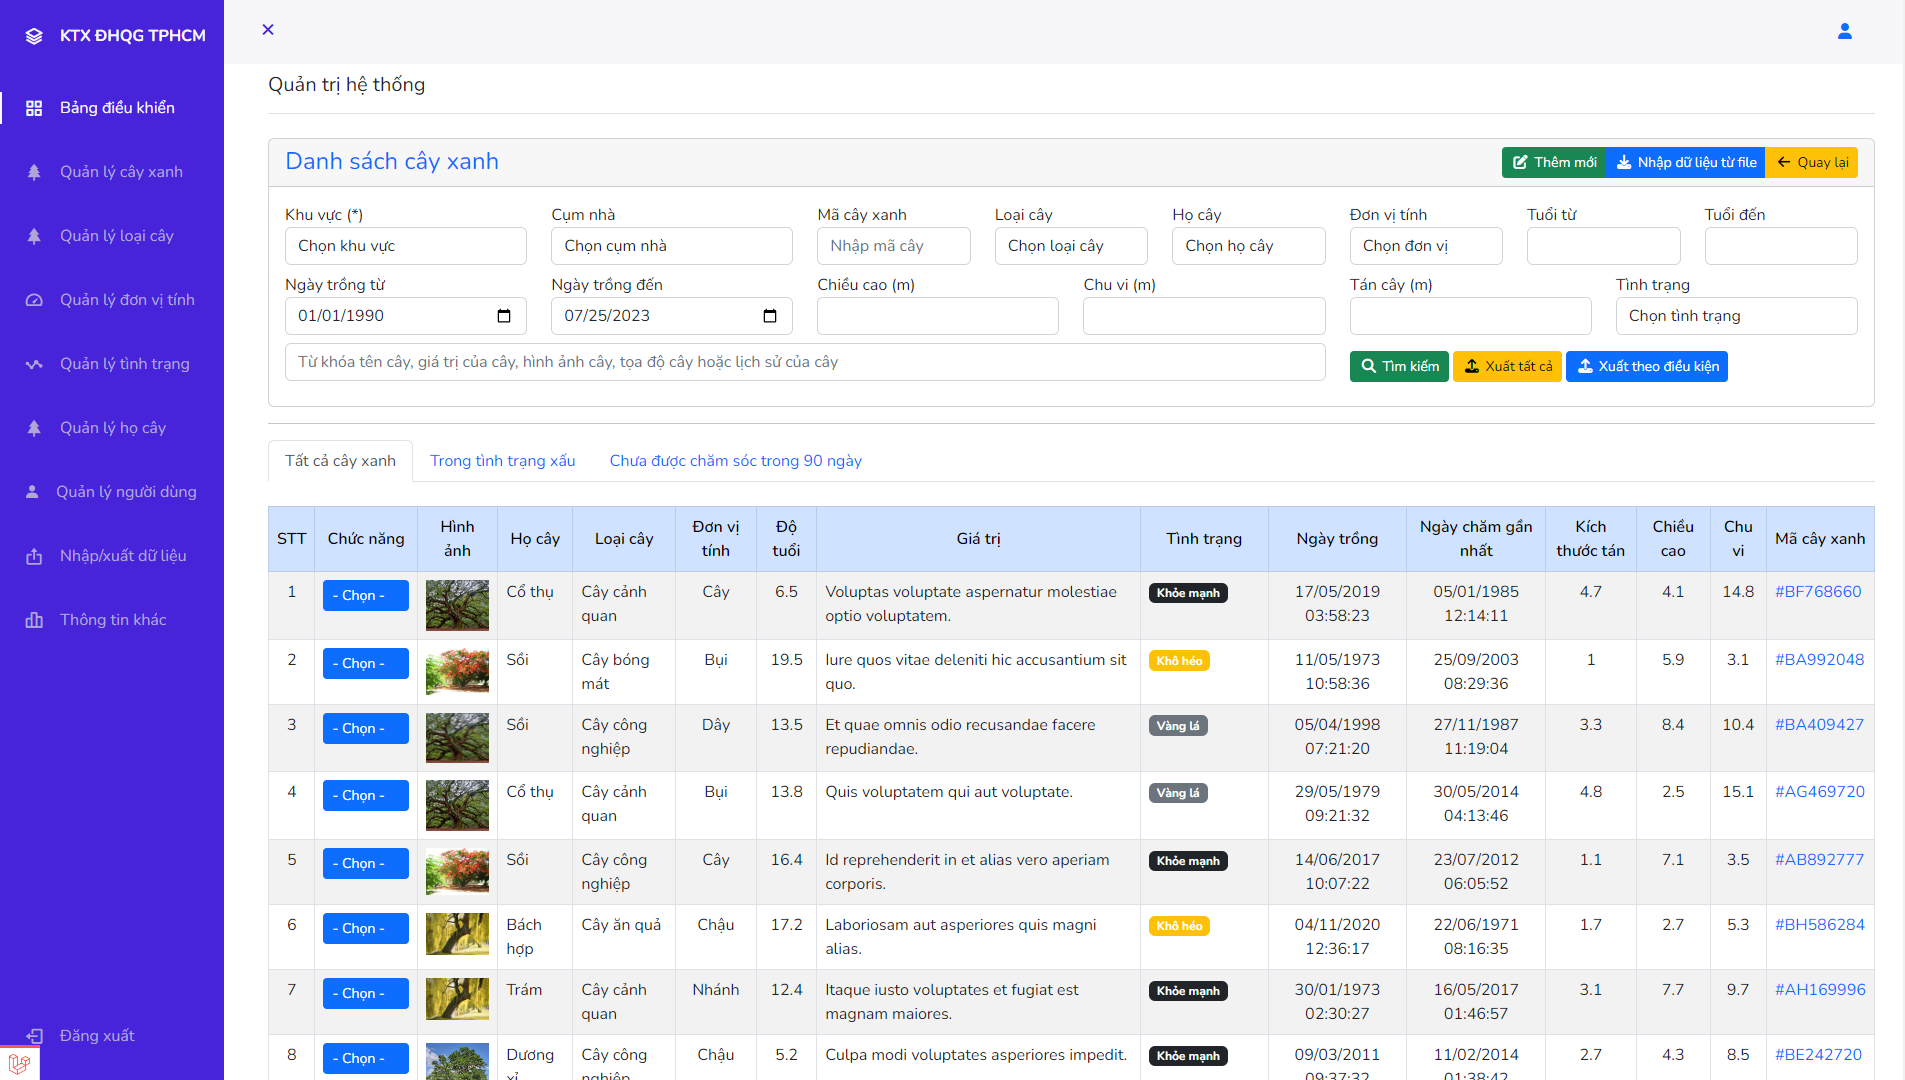 KTX ĐHQG TPHCM
Bảng điều khiển
Quản lý cây xanh
Quản lý loại cây
Quản lý đơn vị tính
Quản lý tình trạng
Quản lý họ cây
Quản lý người dùng
Nhập/xuất dữ liệu
Thông tin khác
Đăng xuất
Quản trị hệ thống
Danh sách cây xanh
Thêm mới Nhập dữ liệu từ file Quay lại
Khu vực (*) Cụm nhà Mã cây xanh Loại cây Họ cây Đơn vị tính Tuổi từ Tuổi đến
Chọn khu vực Chọn cụm nhà Nhập mã cây Chọn loại cây Chọn họ cây Chọn đơn vị
Ngày trồng từ Ngày trồng đến Chiều cao (m) Chu vi (m) Tán cây (m) Tình trạng
01/01/1990 07/25/2023 Chọn tình trạng
Từ khóa tên cây, giá trị của cây, hình ảnh cây, tọa độ cây hoặc lịch sử của cây
Tìm kiếm Xuất tất cả Xuất theo điều kiện
Tất cả cây xanh Trong tình trạng xấu Chưa được chăm sóc trong 90 ngày
STT Chức năng Hình ảnh Họ cây Loại cây Đơn vị tính Độ tuổi Giá trị Tình trạng Ngày trồng Ngày chăm gần nhất Kích thước tán Chiều cao Chu vi Mã cây xanh
1 - Chọn - Cổ thụ Cây cảnh quan Cây 6.5 Voluptas voluptate aspernatur molestiae optio voluptatem. Khỏe mạnh 17/05/2019 03:58:23 05/01/1985 12:14:11 4.7 4.1 14.8 #BF768660
2 - Chọn - Sồi Cây bóng mát Bụi 19.5 Iure quos vitae deleniti hic accusantium sit quo. Khô héo 11/05/1973 10:58:36 25/09/2003 08:29:36 1 5.9 3.1 #BA992048
3 - Chọn - Sồi Cây công nghiệp Dây 13.5 Et quae omnis odio recusandae facere repudiandae. Vàng lá 05/04/1998 07:21:20 27/11/1987 11:19:04 3.3 8.4 10.4 #BA409427
4 - Chọn - Cổ thụ Cây cảnh quan Bụi 13.8 Quis voluptatem qui aut voluptate. Vàng lá 29/05/1979 09:21:32 30/05/2014 04:13:46 4.8 2.5 15.1 #AG469720
5 - Chọn - Sồi Cây công nghiệp Cây 16.4 Id reprehenderit in et alias vero aperiam corporis. Khỏe mạnh 14/06/2017 10:07:22 23/07/2012 06:05:52 1.1 7.1 3.5 #AB892777
6 - Chọn - Bách hợp Cây ăn quả Chậu 17.2 Laboriosam aut asperiores quis magni alias. Khô héo 04/11/2020 12:36:17 22/06/1971 08:16:35 1.7 2.7 5.3 #BH586284
7 - Chọn - Trám Cây cảnh quan Nhánh 12.4 Itaque iusto voluptates et fugiat est magnam maiores. Khỏe mạnh 30/01/1973 02:30:27 16/05/2017 01:46:57 3.1 7.7 9.7 #AH169996
8 - Chọn - Dương xỉ Cây công nghiệp Chậu 5.2 Culpa modi voluptates asperiores impedit. Khỏe mạnh 09/03/2011 09:37:32 11/02/2014 01:38:42 2.7 4.3 8.5 #BE242720